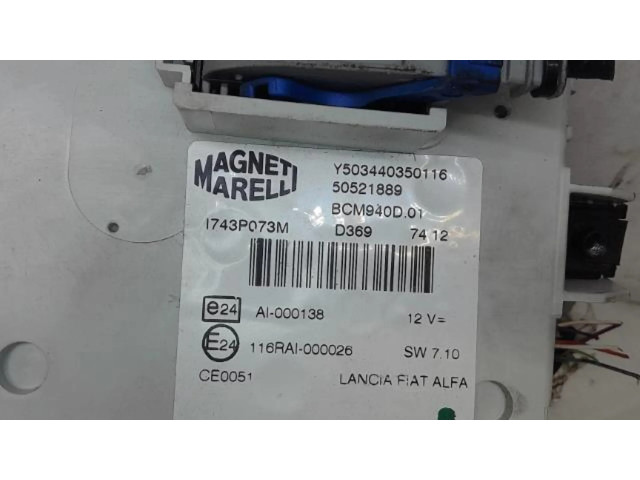 MAGNETI
MARELLI
Y503440350116
50521889
BCM940D.01
I743P073M D369 74 12
e24 AI-000138 12 V=
E24 116RAI-000026 SW 7.10
CE0051 LANCIA FIAT ALFA